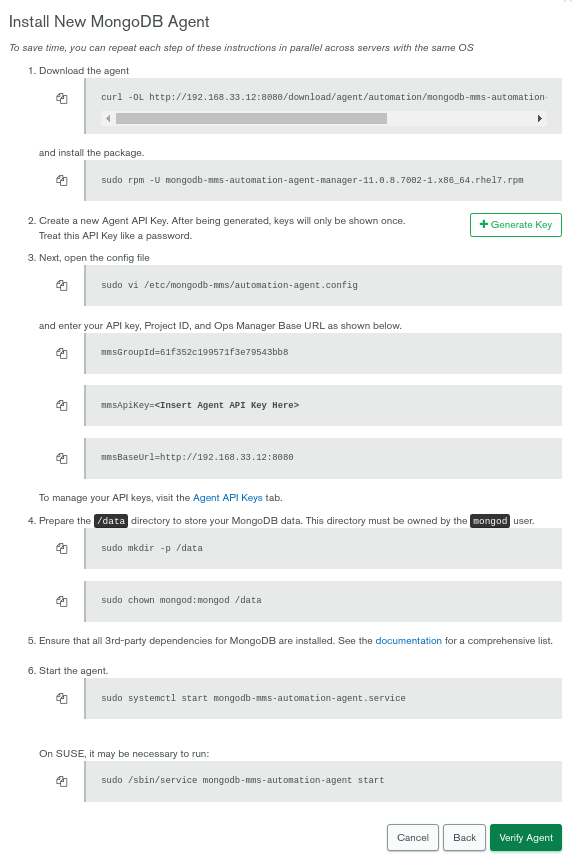 Install New MongoDB Agent
To save time, you can repeat each step of these instructions in parallel across servers with the same OS
1. Download the agent
curl -OL http://192.168.33.12:8080/download/agent/automation/mongodb-mms-automation-
and install the package.
sudo rpm -U mongodb-mms-automation-agent-manager-11.0.8.7002-1.x86_64.rhel7.rpm
2. Create a new Agent API Key. After being generated, keys will only be shown once.
Treat this API Key like a password.
+ Generate Key
3. Next, open the config file
sudo vi /etc/mongodb-mms/automation-agent.config
and enter your API key, Project ID, and Ops Manager Base URL as shown below.
mmsGroupId=61f352c199571f3e79543bb8
mmsApiKey=<Insert Agent API Key Here>
mmsBaseUrl=http://192.168.33.12:8080
To manage your API keys, visit the Agent API Keys tab.
4. Prepare the /data directory to store your MongoDB data. This directory must be owned by the mongod user.
sudo mkdir -p /data
sudo chown mongod:mongod /data
5. Ensure that all 3rd-party dependencies for MongoDB are installed. See the documentation for a comprehensive list.
6. Start the agent.
sudo systemctl start mongodb-mms-automation-agent.service
On SUSE, it may be necessary to run:
sudo /sbin/service mongodb-mms-automation-agent start
Cancel
Back
Verify Agent